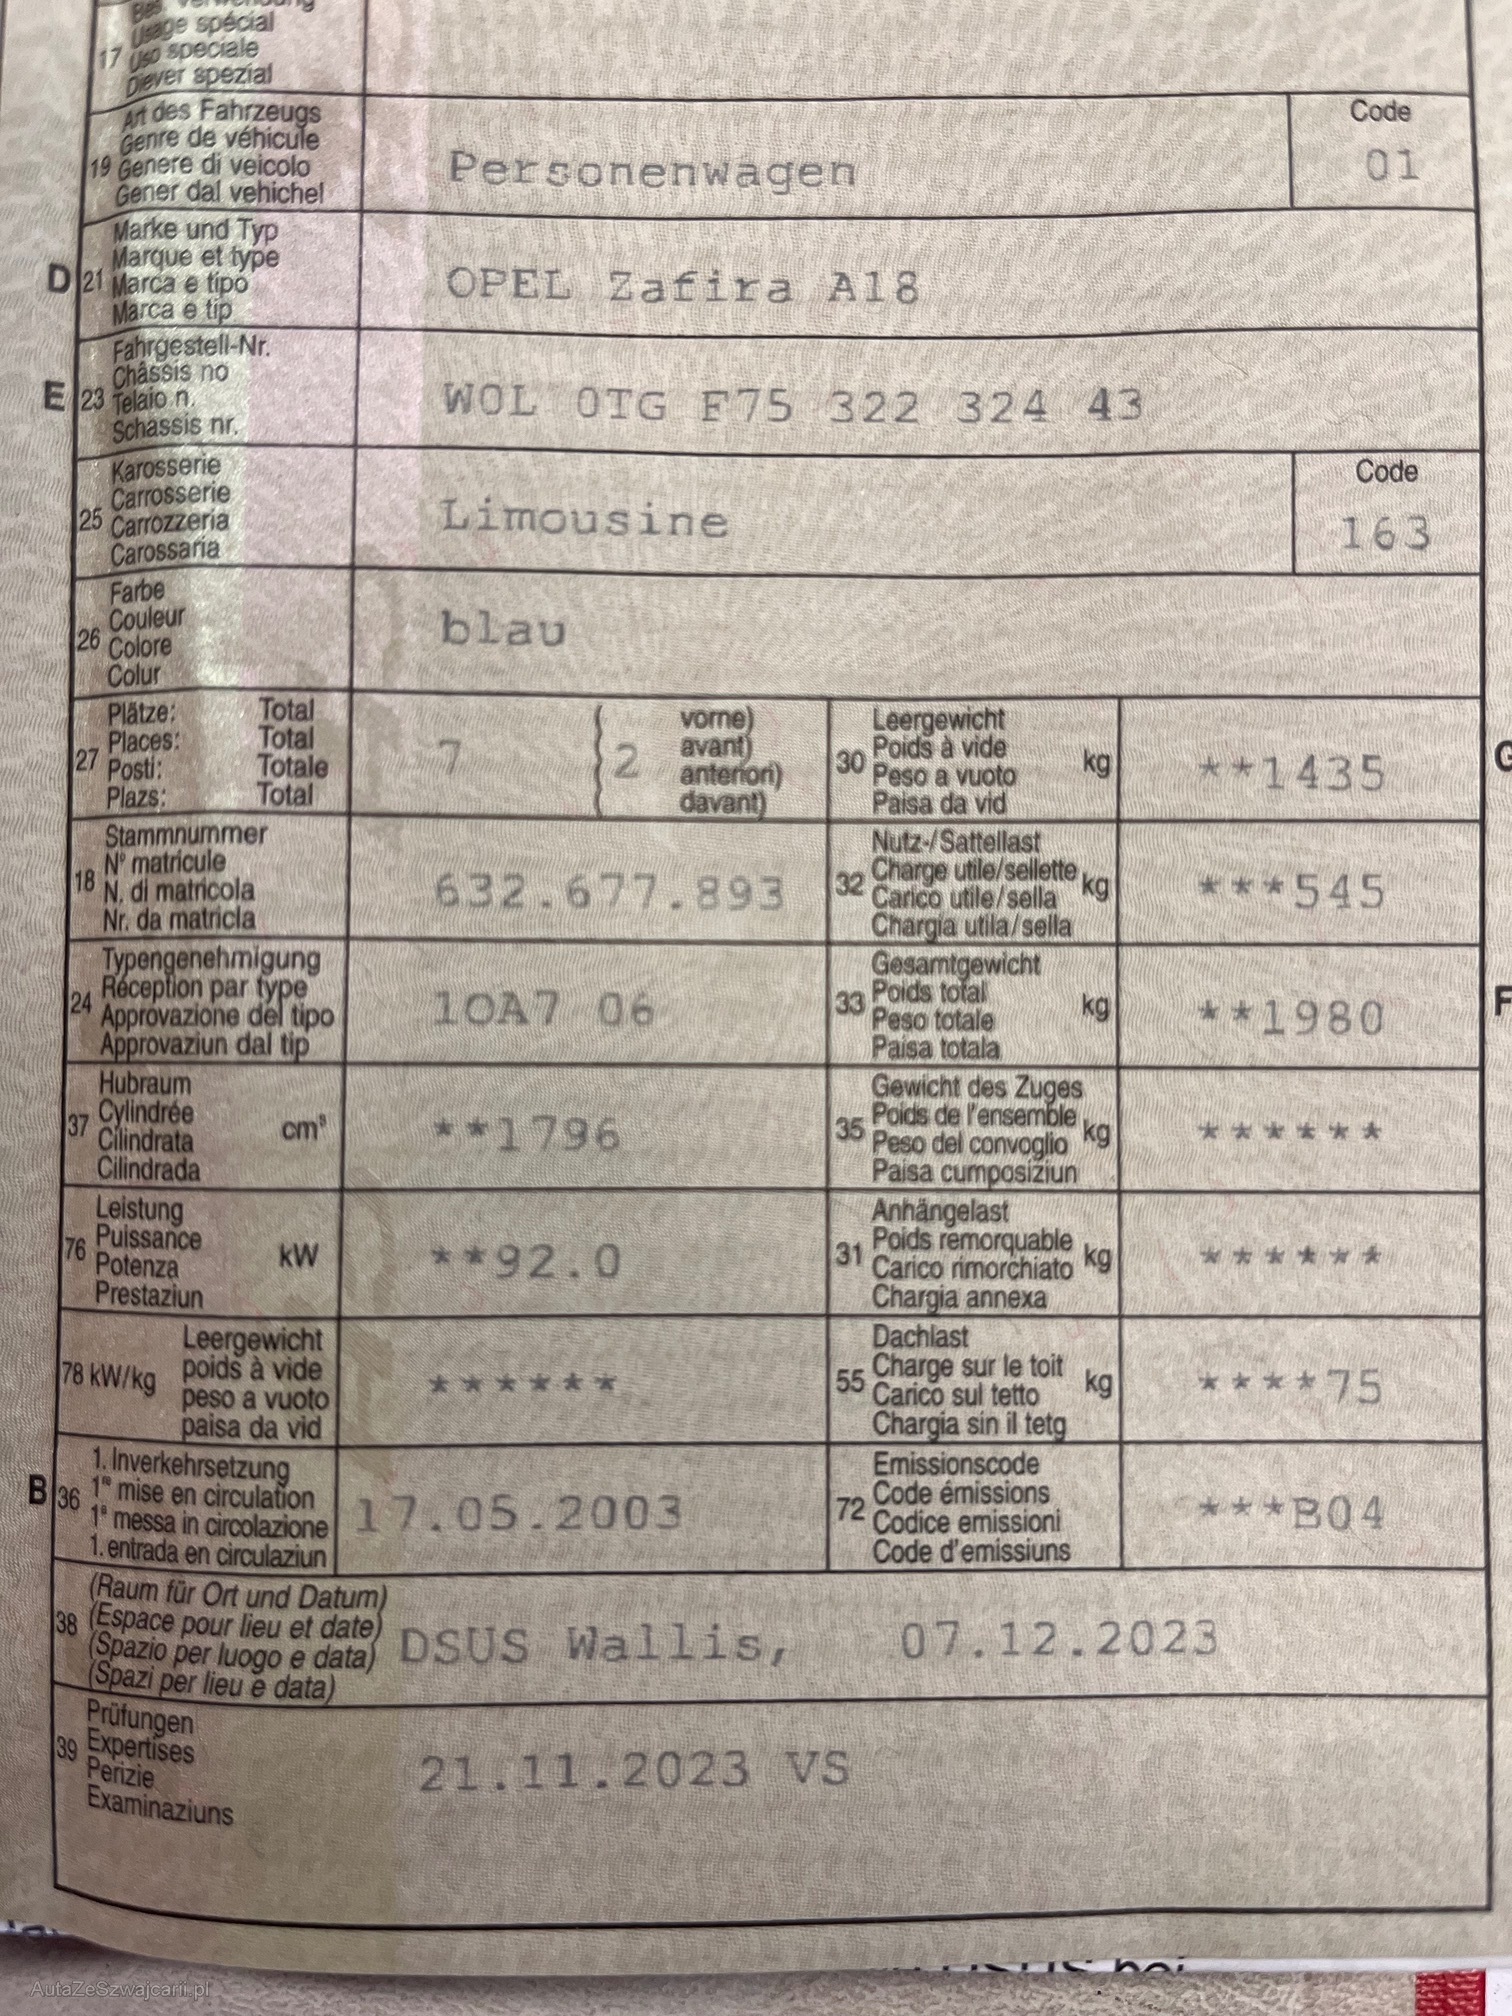 Bes. Verwendung
Usage spécial
17 Uso speciale
Diever spezial
Art des Fahrzeugs
Genre de véhicule
19 Genere di veicolo
Gener dal vehichel
Personenwagen
Code
01
Marke und Typ
Marque et type
D 21 Marca e tipo
Marca e tip
OPEL Zafira A18
Fahrgestell-Nr.
Châssis no
E 23 Telaio n.
Schassis nr.
WOL 0TG F75 322 324 43
Karosserie
Carrosserie
25 Carrozzeria
Carossaria
Limousine
Code
163
Farbe
Couleur
26 Colore
Colur
blau
Plätze: Total
Places: Total
27 Posti: Totale
Plazs: Total
7 { 2 vorne)
avant)
anteriori)
davant)
Leergewicht
30 Poids à vide kg
Peso a vuoto
Paisa da vid
**1435
G
Stammnummer
N° matricule
18 N. di matricola
Nr. da matricla
632.677.893
Nutz-/Sattellast
32 Charge utile/sellette kg
Carico utile/sella
Chargia utila/sella
***545
Typengenehmigung
24 Réception par type
Approvazione del tipo
Approvaziun dal tip
1OA7 06
Gesamtgewicht
33 Poids total kg
Peso totale
Paisa totala
**1980
F
Hubraum
37 Cylindrée cm³
Cilindrata
Cilindrada
**1796
Gewicht des Zuges
35 Poids de l'ensemble kg
Peso del convoglio
Paisa cumposiziun
******
Leistung
76 Puissance kW
Potenza
Prestaziun
**92.0
Anhängelast
31 Poids remorquable kg
Carico rimorchiato
Chargia annexa
******
Leergewicht
78 kW/kg poids à vide
peso a vuoto
paisa da vid
******
Dachlast
55 Charge sur le toit kg
Carico sul tetto
Chargia sin il tetg
****75
1. Inverkehrsetzung
B 36 1re mise en circulation
1a messa in circolazione
1. entrada en circulaziun
17.05.2003
Emissionscode
72 Code émissions
Codice emissioni
Code d'emissiuns
***B04
(Raum für Ort und Datum)
38 (Espace pour lieu et date)
(Spazio per luogo e data)
(Spazi per lieu e data)
DSUS Wallis, 07.12.2023
Prüfungen
39 Expertises
Perizie
Examinaziuns
21.11.2023 VS
AutaZeSzwajcarii.pl